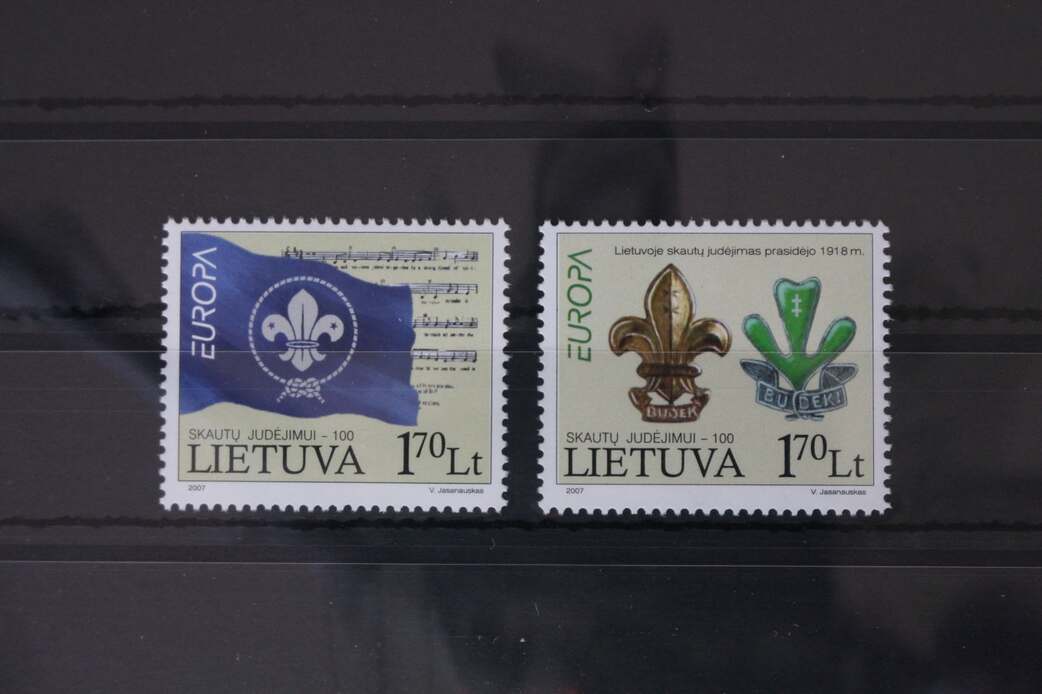 EUROPA
SKAUTŲ JUDĖJIMUI – 100
LIETUVA 1 70 Lt
2007 V. Jasanauskas
Lietuvoje skautų judėjimas prasidėjo 1918 m.
EUROPA
BUDĖK
BUDĖKI
SKAUTŲ JUDĖJIMUI – 100
LIETUVA 1 70 Lt
2007 V. Jasanauskas